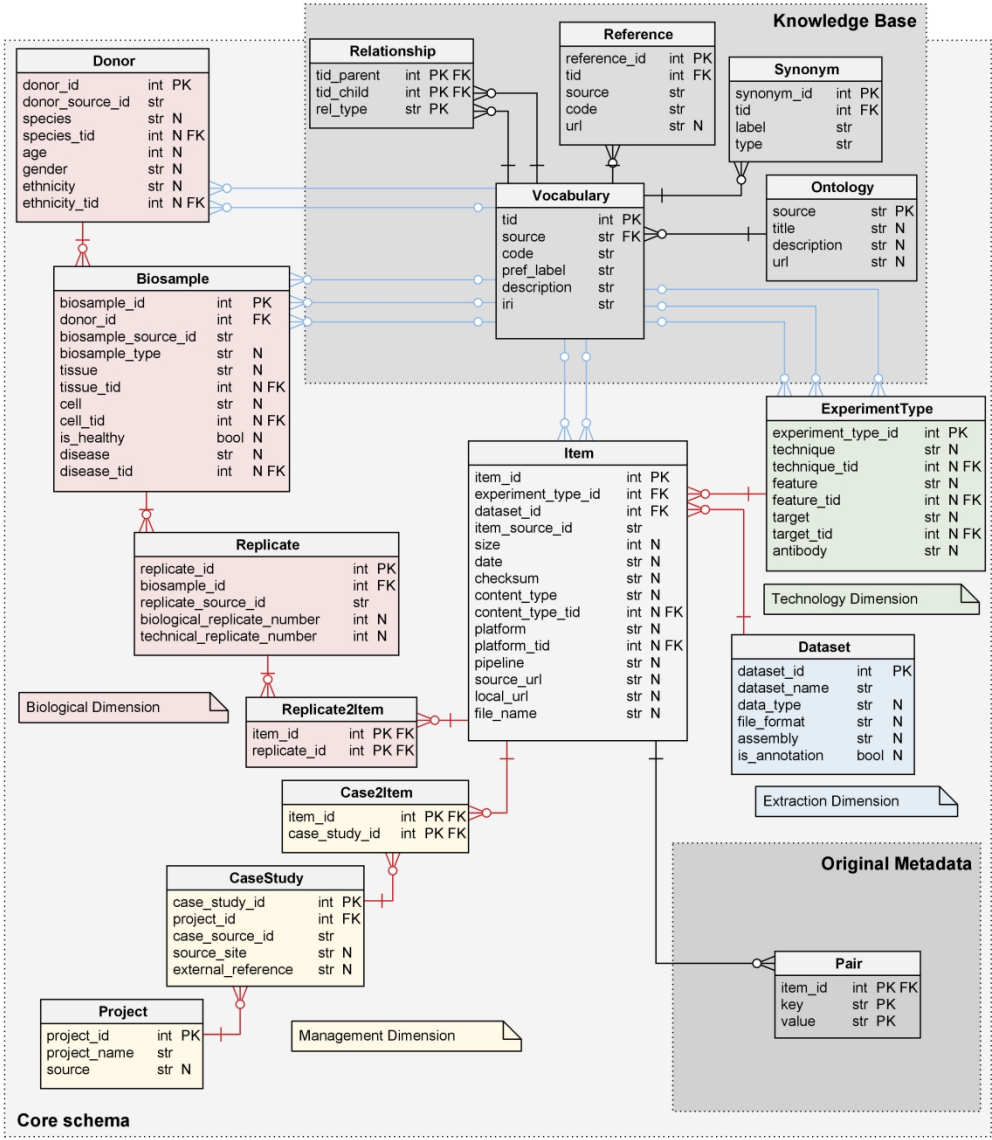 Knowledge Base
Donor
donor_id int PK
donor_source_id str
species str N
species_tid int N FK
age int N
gender str N
ethnicity str N
ethnicity_tid int N FK
Relationship
tid_parent int PK FK
tid_child int PK FK
rel_type str PK
Reference
reference_id int PK
tid int FK
source str
code str
url str N
Synonym
synonym_id int PK
tid int FK
label str
type str
Vocabulary
tid int PK
source str FK
code str
pref_label str
description str
iri str
Ontology
source str PK
title str N
description str N
url str N
Biosample
biosample_id int PK
donor_id int FK
biosample_source_id str
biosample_type str N
tissue str N
tissue_tid int N FK
cell str N
cell_tid int N FK
is_healthy bool N
disease str N
disease_tid int N FK
ExperimentType
experiment_type_id int PK
technique str N
technique_tid int N FK
feature str N
feature_tid int N FK
target str N
target_tid int N FK
antibody str N
Technology Dimension
Item
item_id int PK
experiment_type_id int FK
dataset_id int FK
item_source_id str
size int N
date str N
checksum str N
content_type str N
content_type_tid int N FK
platform str N
platform_tid int N FK
pipeline str N
source_url str N
local_url str N
file_name str N
Replicate
replicate_id int PK
biosample_id int FK
replicate_source_id str
biological_replicate_number int N
technical_replicate_number int N
Dataset
dataset_id int PK
dataset_name str
data_type str N
file_format str N
assembly str N
is_annotation bool N
Extraction Dimension
Biological Dimension
Replicate2Item
item_id int PK FK
replicate_id int PK FK
Case2Item
item_id int PK FK
case_study_id int PK FK
CaseStudy
case_study_id int PK
project_id int FK
case_source_id str
source_site str N
external_reference str N
Original Metadata
Pair
item_id int PK FK
key str PK
value str PK
Project
project_id int PK
project_name str
source str N
Management Dimension
Core schema